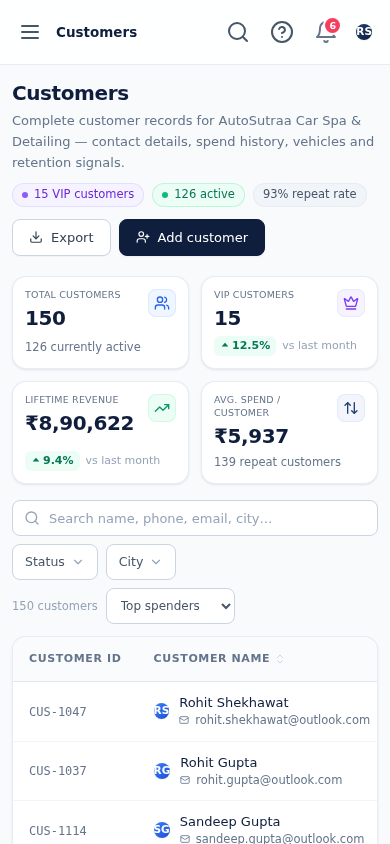 Customers
6
RS
Customers
Complete customer records for AutoSutraa Car Spa &
Detailing — contact details, spend history, vehicles and
retention signals.
15 VIP customers
126 active
93% repeat rate
Export
Add customer
TOTAL CUSTOMERS
150
126 currently active
VIP CUSTOMERS
15
12.5% vs last month
LIFETIME REVENUE
₹8,90,622
9.4% vs last month
AVG. SPEND /
CUSTOMER
₹5,937
139 repeat customers
Search name, phone, email, city...
Status
City
150 customers
Top spenders
CUSTOMER ID
CUSTOMER NAME
CUS-1047
RS
Rohit Shekhawat
rohit.shekhawat@outlook.com
CUS-1037
RG
Rohit Gupta
rohit.gupta@outlook.com
CUS-1114
SG
Sandeep Gupta
sandeep.gupta@outlook.com